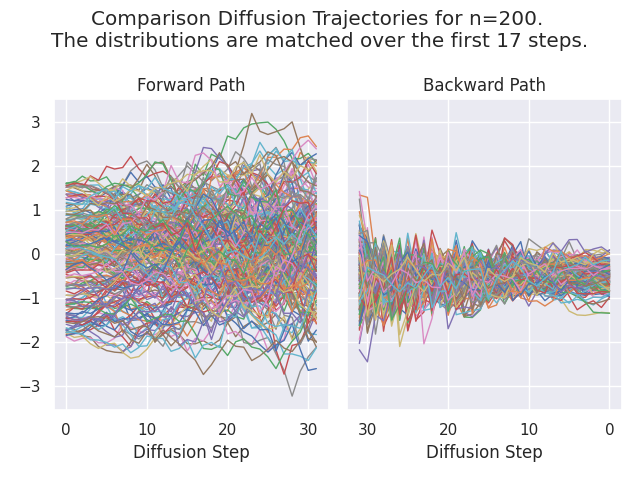 Comparison Diffusion Trajectories for n=200.
The distributions are matched over the first 17 steps.
Forward Path
Backward Path
3
2
1
0
−1
−2
−3
0 10 20 30
30 20 10 0
Diffusion Step
Diffusion Step